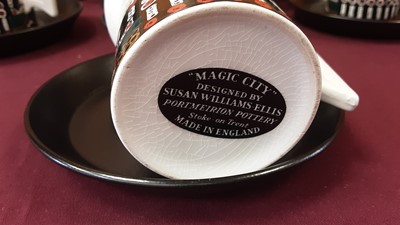 "MAGIC CITY"
DESIGNED BY
SUSAN WILLIAMS ELLIS
PORTMEIRION POTTERY
Stoke on Trent
MADE IN ENGLAND